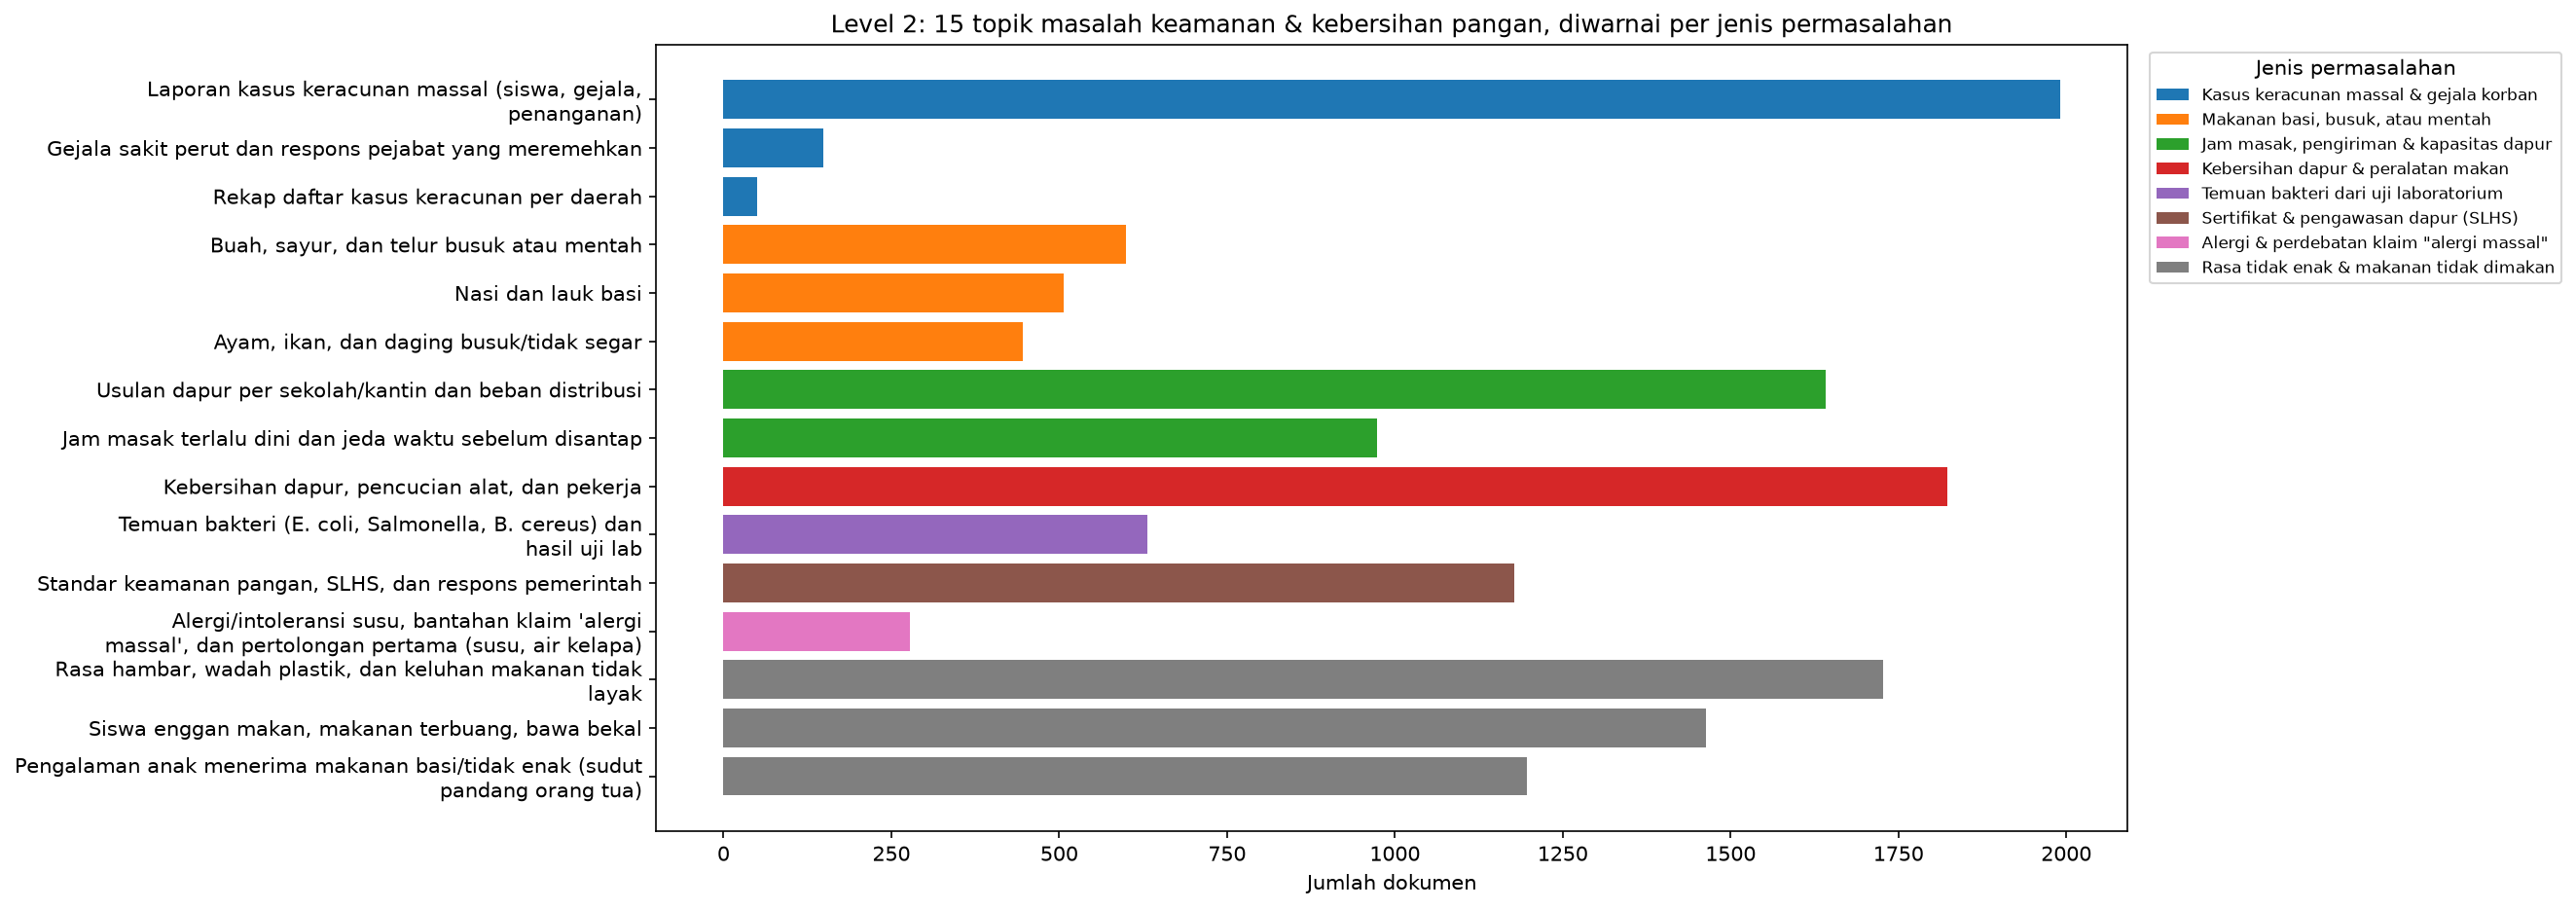 Level 2: 15 topik masalah keamanan & kebersihan pangan, diwarnai per jenis permasalahan
Laporan kasus keracunan massal (siswa, gejala,
penanganan)
Gejala sakit perut dan respons pejabat yang meremehkan
Rekap daftar kasus keracunan per daerah
Buah, sayur, dan telur busuk atau mentah
Nasi dan lauk basi
Ayam, ikan, dan daging busuk/tidak segar
Usulan dapur per sekolah/kantin dan beban distribusi
Jam masak terlalu dini dan jeda waktu sebelum disantap
Kebersihan dapur, pencucian alat, dan pekerja
Temuan bakteri (E. coli, Salmonella, B. cereus) dan
hasil uji lab
Standar keamanan pangan, SLHS, dan respons pemerintah
Alergi/intoleransi susu, bantahan klaim 'alergi
massal', dan pertolongan pertama (susu, air kelapa)
Rasa hambar, wadah plastik, dan keluhan makanan tidak
layak
Siswa enggan makan, makanan terbuang, bawa bekal
Pengalaman anak menerima makanan basi/tidak enak (sudut
pandang orang tua)
0 250 500 750 1000 1250 1500 1750 2000
Jumlah dokumen
Jenis permasalahan
Kasus keracunan massal & gejala korban
Makanan basi, busuk, atau mentah
Jam masak, pengiriman & kapasitas dapur
Kebersihan dapur & peralatan makan
Temuan bakteri dari uji laboratorium
Sertifikat & pengawasan dapur (SLHS)
Alergi & perdebatan klaim "alergi massal"
Rasa tidak enak & makanan tidak dimakan